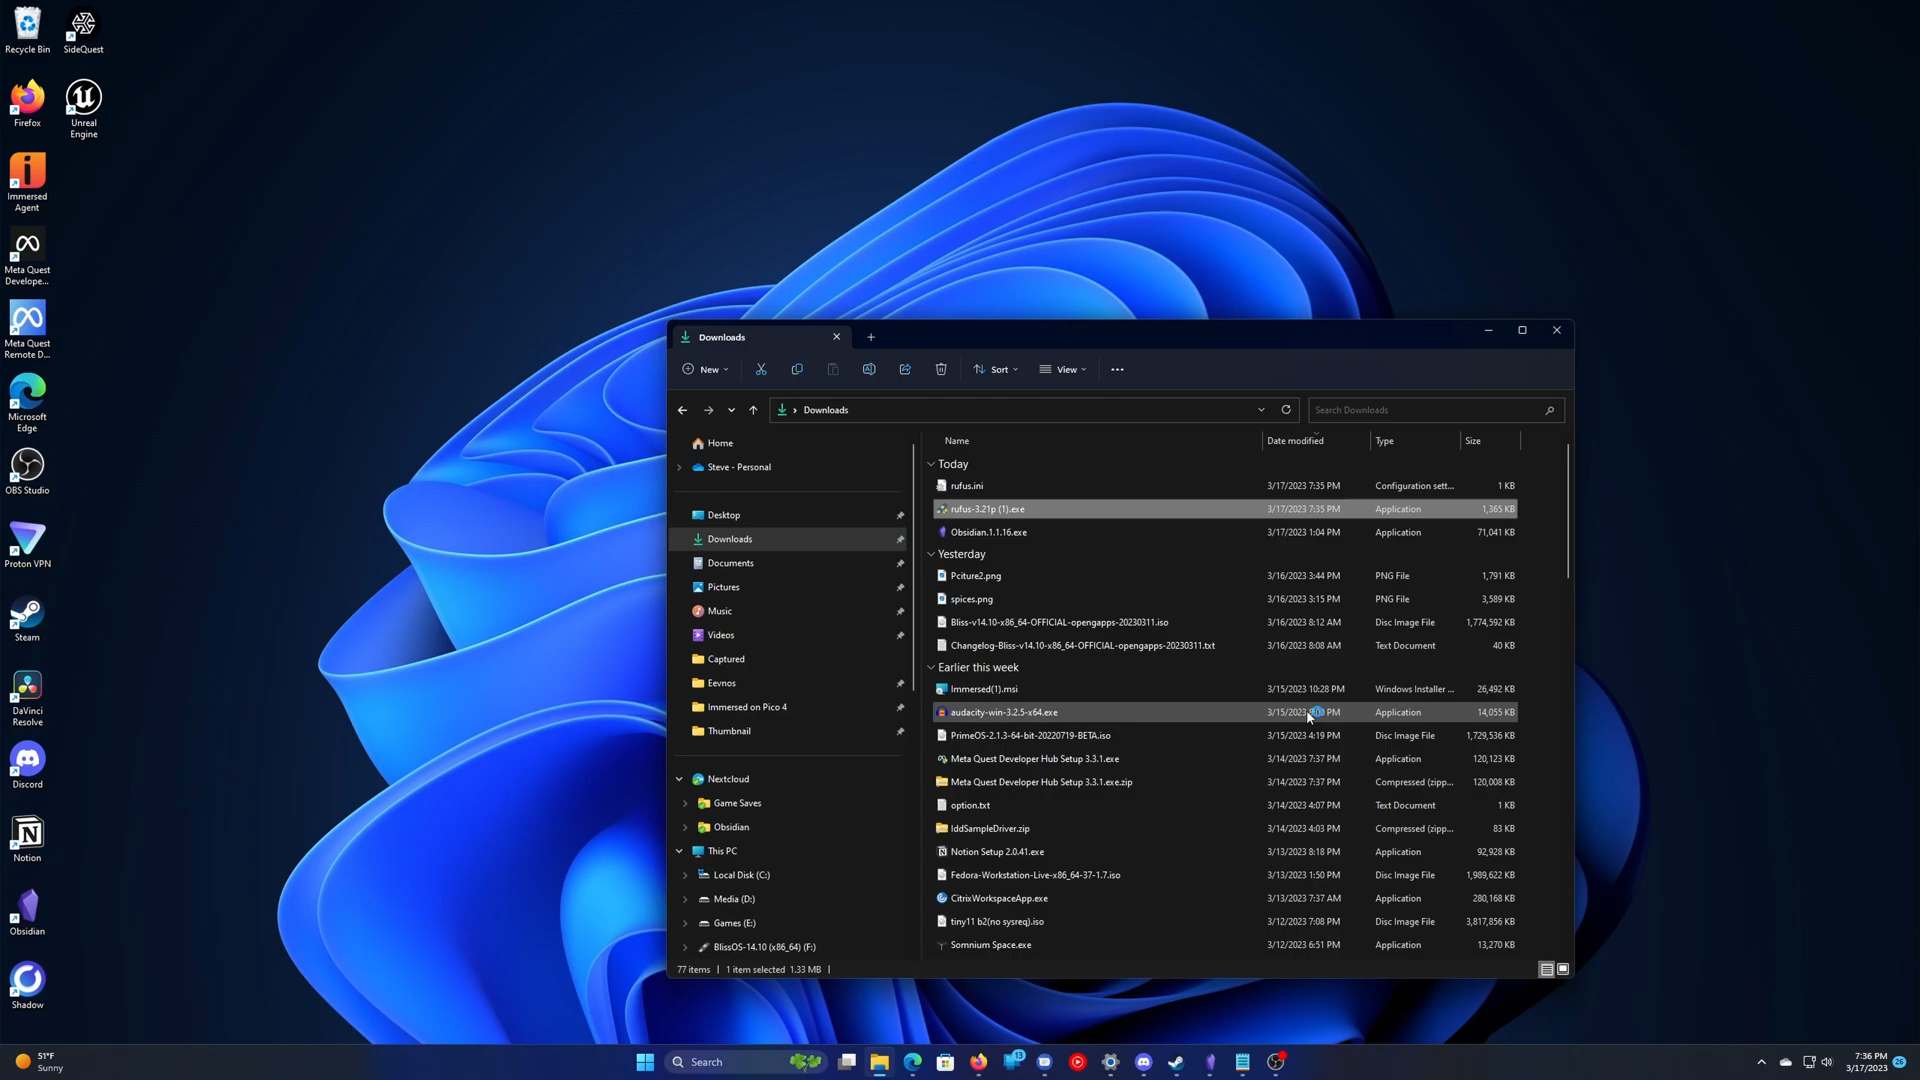 Recycle Bin
SideQuest
Firefox
Unreal
Engine
Immersed
Agent
Meta Quest
Develope...
Meta Quest
Remote D...
Microsoft
Edge
OBS Studio
Proton VPN
Steam
DaVinci
Resolve
Discord
Notion
Obsidian
Shadow
Downloads
New
Sort
View
Downloads
Search Downloads
Home
Steve - Personal
Desktop
Downloads
Documents
Pictures
Music
Videos
Captured
Eevnos
Immersed on Pico 4
Thumbnail
Nextcloud
Game Saves
Obsidian
This PC
Local Disk (C:)
Media (D:)
Games (E:)
BlissOS-14.10 (x86_64) (F:)
Name Date modified Type Size
Today
rufus.ini 3/17/2023 7:35 PM Configuration sett... 1 KB
rufus-3.21p (1).exe 3/17/2023 7:35 PM Application 1,365 KB
Obsidian.1.1.16.exe 3/17/2023 1:04 PM Application 71,041 KB
Yesterday
Pciture2.png 3/16/2023 3:44 PM PNG File 1,791 KB
spices.png 3/16/2023 3:15 PM PNG File 3,589 KB
Bliss-v14.10-x86_64-OFFICIAL-opengapps-20230311.iso 3/16/2023 8:12 AM Disc Image File 1,774,592 KB
Changelog-Bliss-v14.10-x86_64-OFFICIAL-opengapps-20230311.txt 3/16/2023 8:08 AM Text Document 40 KB
Earlier this week
Immersed(1).msi 3/15/2023 10:28 PM Windows Installer ... 26,492 KB
audacity-win-3.2.5-x64.exe 3/15/2023 PM Application 14,055 KB
PrimeOS-2.1.3-64-bit-20220719-BETA.iso 3/15/2023 4:19 PM Disc Image File 1,729,536 KB
Meta Quest Developer Hub Setup 3.3.1.exe 3/14/2023 7:37 PM Application 120,123 KB
Meta Quest Developer Hub Setup 3.3.1.exe.zip 3/14/2023 7:37 PM Compressed (zipp... 120,008 KB
option.txt 3/14/2023 4:07 PM Text Document 1 KB
IddSampleDriver.zip 3/14/2023 4:03 PM Compressed (zipp... 83 KB
Notion Setup 2.0.41.exe 3/13/2023 8:18 PM Application 92,928 KB
Fedora-Workstation-Live-x86_64-37-1.7.iso 3/13/2023 1:50 PM Disc Image File 1,989,622 KB
CitrixWorkspaceApp.exe 3/13/2023 7:37 AM Application 280,168 KB
tiny11 b2(no sysreq).iso 3/12/2023 7:08 PM Disc Image File 3,817,856 KB
Somnium Space.exe 3/12/2023 6:51 PM Application 13,270 KB
77 items 1 item selected 1.33 MB
51°F
Sunny
Search
13
7:36 PM
3/17/2023
26